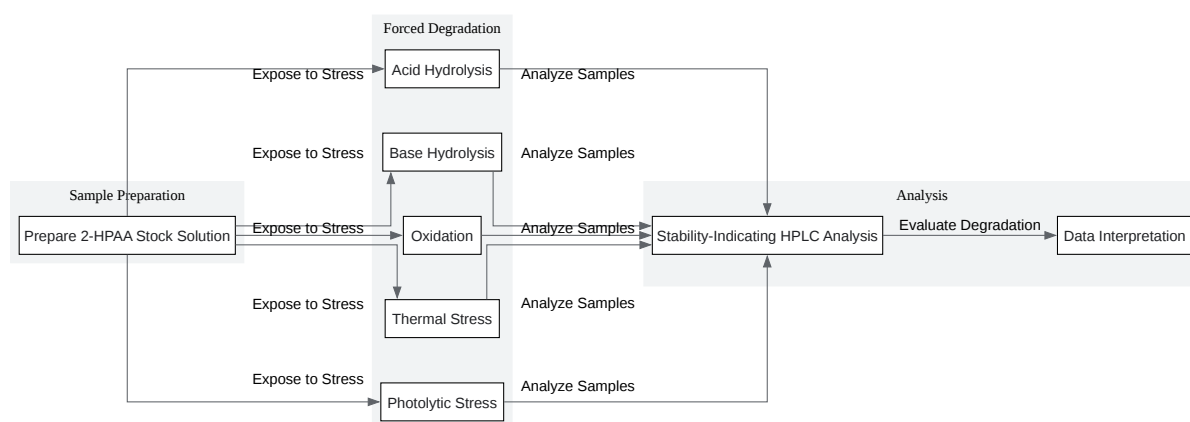 Forced Degradation
Expose to Stress
Acid Hydrolysis
Analyze Samples
Expose to Stress
Base Hydrolysis
Analyze Samples
Sample Preparation
Analysis
Prepare 2-HPAA Stock Solution
Expose to Stress
Oxidation
Analyze Samples
Stability-Indicating HPLC Analysis
Evaluate Degradation
Data Interpretation
Expose to Stress
Thermal Stress
Analyze Samples
Expose to Stress
Photolytic Stress
Analyze Samples